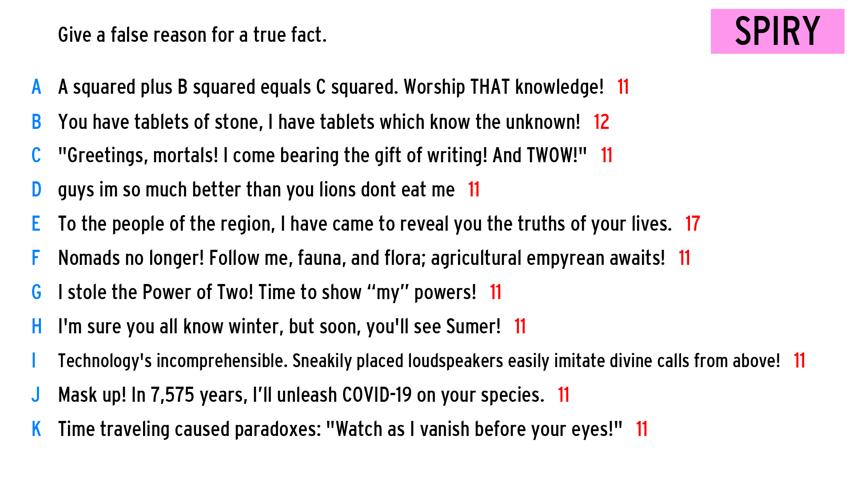 Give a false reason for a true fact.
SPIRY
A A squared plus B squared equals C squared. Worship THAT knowledge! 11
B You have tablets of stone, I have tablets which know the unknown! 12
C "Greetings, mortals! I come bearing the gift of writing! And TWOW!" 11
D guys im so much better than you lions dont eat me 11
E To the people of the region, I have came to reveal you the truths of your lives. 17
F Nomads no longer! Follow me, fauna, and flora; agricultural empyrean awaits! 11
G I stole the Power of Two! Time to show “my” powers! 11
H I'm sure you all know winter, but soon, you'll see Sumer! 11
I Technology's incomprehensible. Sneakily placed loudspeakers easily imitate divine calls from above! 11
J Mask up! In 7,575 years, I’ll unleash COVID-19 on your species. 11
K Time traveling caused paradoxes: "Watch as I vanish before your eyes!" 11